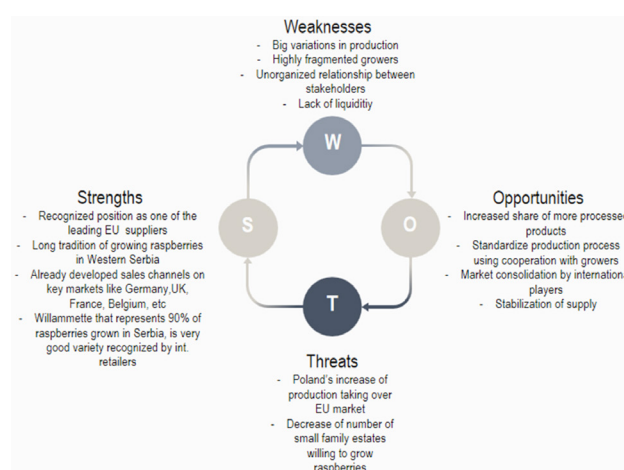 Weaknesses
- Big variations in production
- Highly fragmented growers
- Unorganized relationship between
stakeholders
- Lack of liquiditiy
W
Strengths
- Recognized position as one of the
leading EU suppliers
- Long tradition of growing raspberries
in Western Serbia
- Already developed sales channels on
key markets like Germany,UK,
France, Belgium, etc
- Willammette that represents 90% of
raspberries grown in Serbia, is very
good variety recognized by int.
retailers
S
O
Opportunities
- Increased share of more processe
products
- Standardize production process
using cooperation with growers
- Market consolidation by internation
players
- Stabilization of supply
T
Threats
- Poland's increase of
production taking over
EU market
- Decrease of number of
small family estates
willing to grow
raspberries